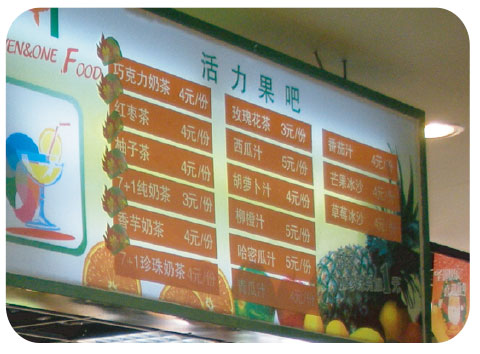 EN&ONE FOOD
活力果吧
巧克力奶茶 4元/份
红枣茶 4元/份
柚子茶 4元/份
7+1纯奶茶 3元/份
香芋奶茶 4元/份
7+1珍珠奶茶 4元/份
玫瑰花茶 3元/份
西瓜汁 5元/份
胡萝卜汁 4元/份
柳橙汁 5元/份
哈密瓜汁 5元/份
番茄汁 4元/
芒果冰沙
草莓冰沙